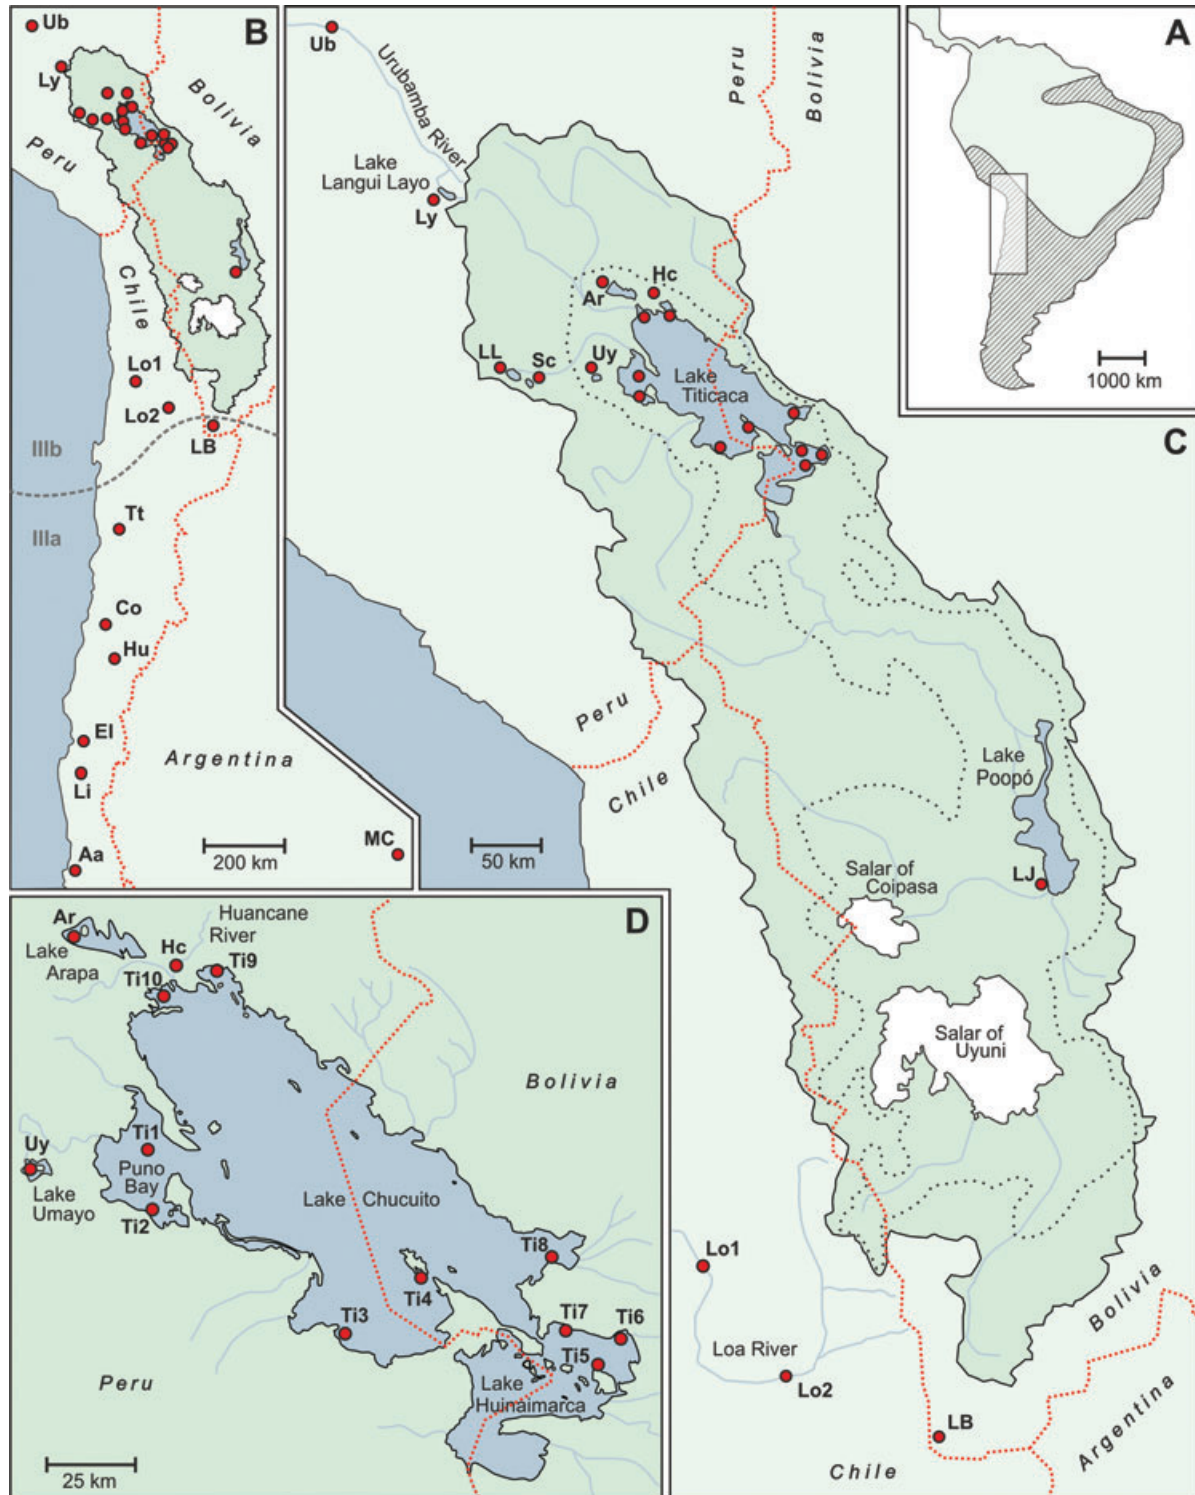 Ub
B
Ly
Bolivia
Peru
Chile
Lo1
Lo2
LB
IIIb
IIIa
Tt
Co
Hu
El
Li
Aa
Argentina
200 km
MC
Ub
Urubamba River
Peru
Bolivia
Lake
Langui Layo
Ly
Ar
Hc
LL
Sc
Uy
Lake
Titicaca
C
Peru
Chile
50 km
Lake
Poopó
LJ
Salar of
Coipasa
Salar of
Uyuni
Lo1
Loa River
Lo2
LB
Bolivia
Argentina
Chile
A
1000 km
D
Ar
Lake
Arapa
Huancane
River
Hc
Ti9
Ti10
Bolivia
Ti1
Uy
Puno
Bay
Lake
Umayo
Ti2
Lake Chucuito
Ti8
Ti4
Ti3
Ti7
Ti6
Ti5
Lake
Huinaimarca
Peru
25 km